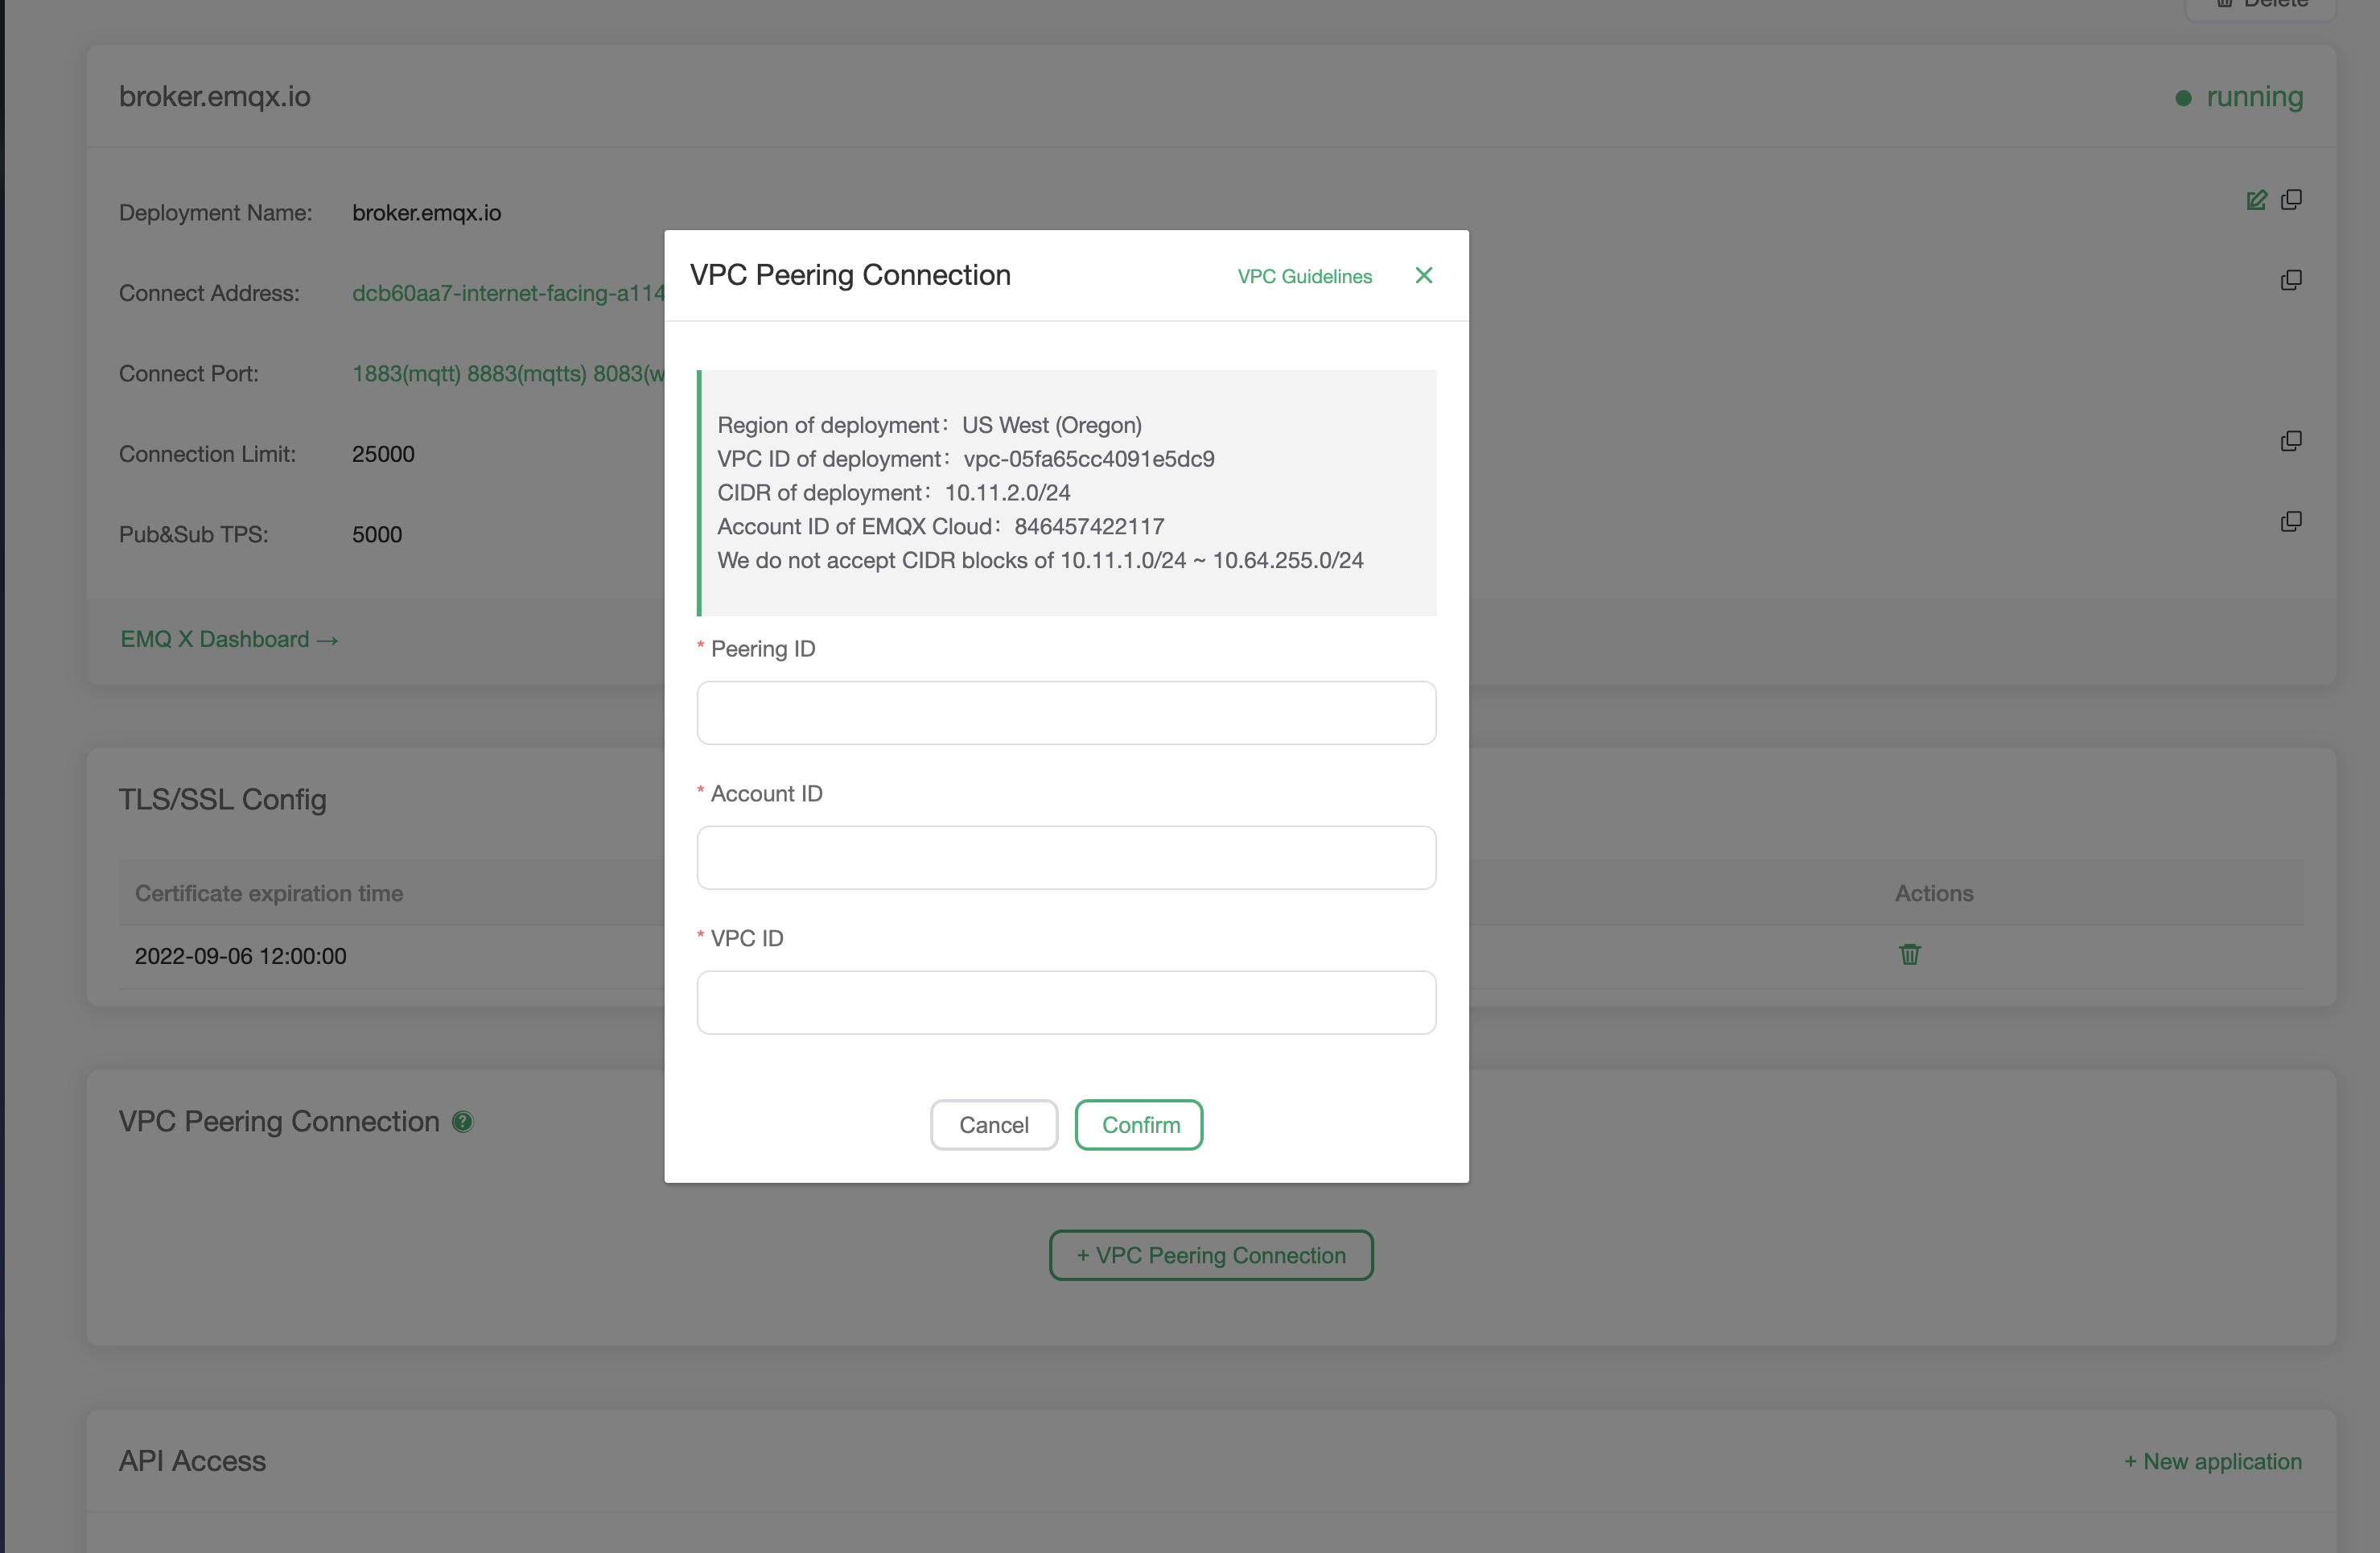 Delete
broker.emqx.io
running
Deployment Name: broker.emqx.io
Connect Address: dcb60aa7-internet-facing-a114
Connect Port: 1883(mqtt) 8883(mqtts) 8083(w
Connection Limit: 25000
Pub&Sub TPS: 5000
EMQ X Dashboard →
VPC Peering Connection
VPC Guidelines
Region of deployment：US West (Oregon)
VPC ID of deployment：vpc-05fa65cc4091e5dc9
CIDR of deployment：10.11.2.0/24
Account ID of EMQX Cloud：846457422117
We do not accept CIDR blocks of 10.11.1.0/24 ~ 10.64.255.0/24
* Peering ID
* Account ID
* VPC ID
Cancel
Confirm
TLS/SSL Config
Certificate expiration time
Actions
2022-09-06 12:00:00
VPC Peering Connection ?
+ VPC Peering Connection
API Access
+ New application